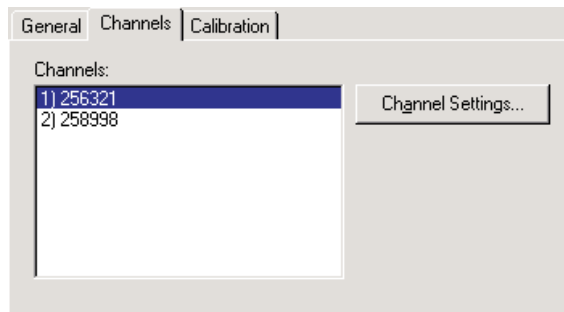 General Channels Calibration
Channels:
1) 256321
2) 258998
Channel Settings...